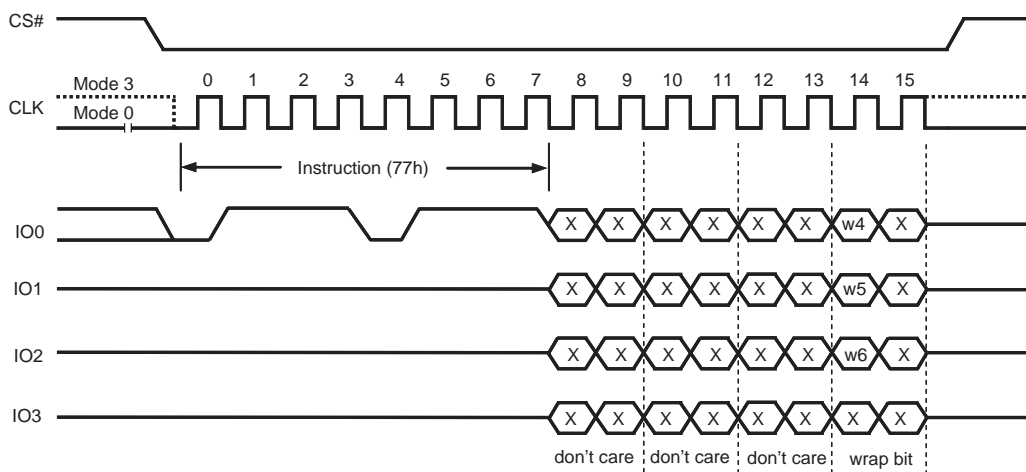 CS#
Mode 3
0 1 2 3 4 5 6 7 8 9 10 11 12 13 14 15
CLK
Mode 0
Instruction (77h)
IO0 X X X X X X w4 X
IO1 X X X X X X w5 X
IO2 X X X X X X w6 X
IO3 X X X X X X X X
don't care don't care don't care wrap bit